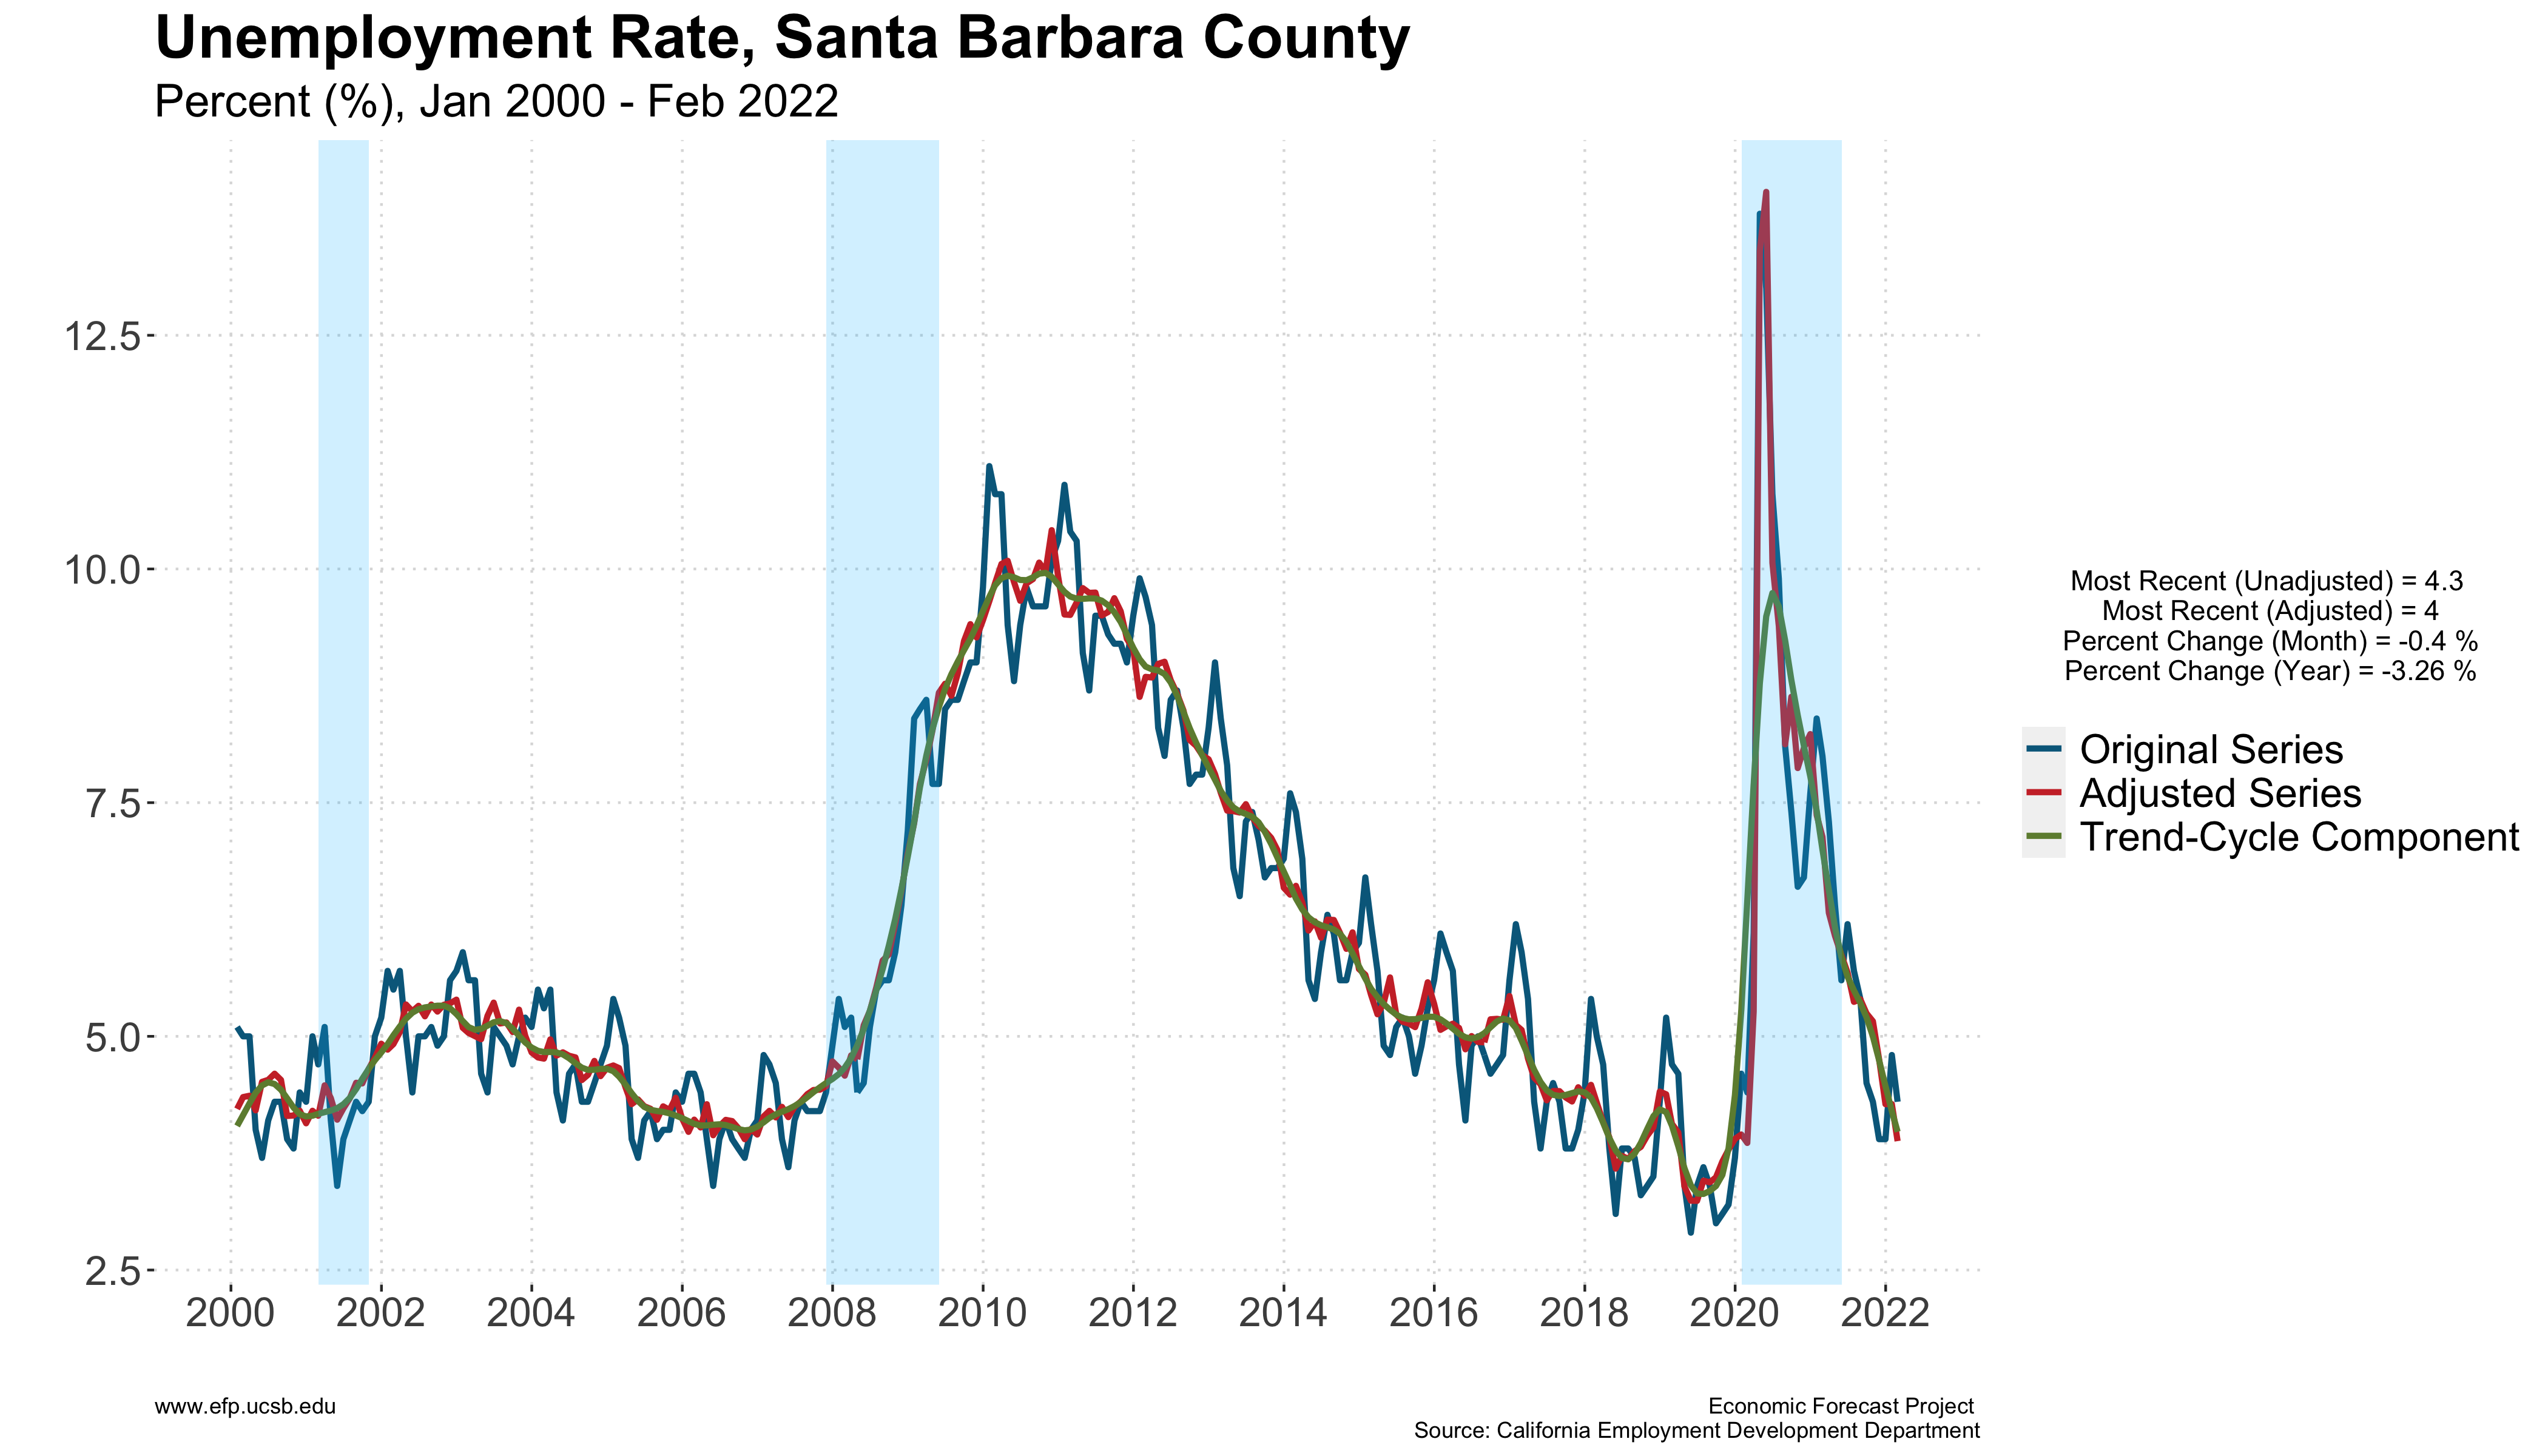 Unemployment Rate, Santa Barbara County
Percent (%), Jan 2000 - Feb 2022
12.5
10.0
7.5
5.0
2.5
2000 2002 2004 2006 2008 2010 2012 2014 2016 2018 2020 2022
Most Recent (Unadjusted) = 4.3
Most Recent (Adjusted) = 4
Percent Change (Month) = -0.4 %
Percent Change (Year) = -3.26 %
Original Series
Adjusted Series
Trend-Cycle Component
www.efp.ucsb.edu
Economic Forecast Project
Source: California Employment Development Department